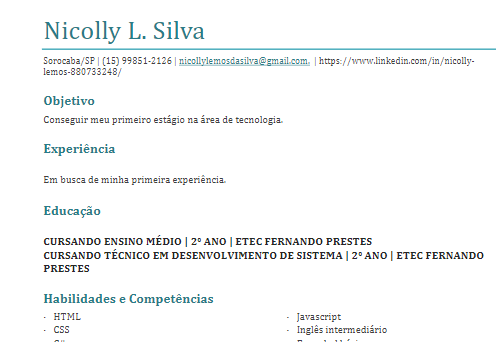 Nicolly L. Silva
Sorocaba/SP | (15) 99851-2126 | nicollylemosdasilva@gmail.com. | https://www.linkedin.com/in/nicolly-
lemos-880733248/
Objetivo
Conseguir meu primeiro estágio na área de tecnologia.
Experiência
Em busca de minha primeira experiência.
Educação
CURSANDO ENSINO MÉDIO | 2º ANO | ETEC FERNANDO PRESTES
CURSANDO TÉCNICO EM DESENVOLVIMENTO DE SISTEMA | 2º ANO | ETEC FERNANDO
PRESTES
Habilidades e Competências
- HTML
- CSS
- Javascript
- Inglês intermediário